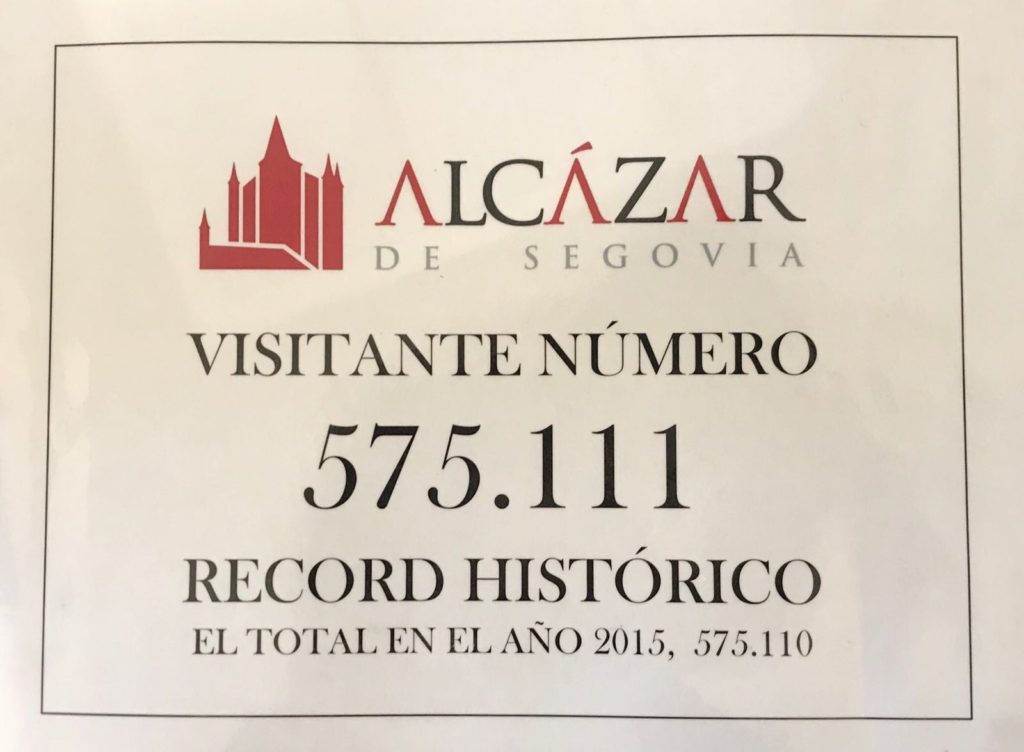 ALCÁZAR
DE SEGOVIA
VISITANTE NÚMERO
575.111
RECORD HISTÓRICO
EL TOTAL EN EL AÑO 2015, 575.110